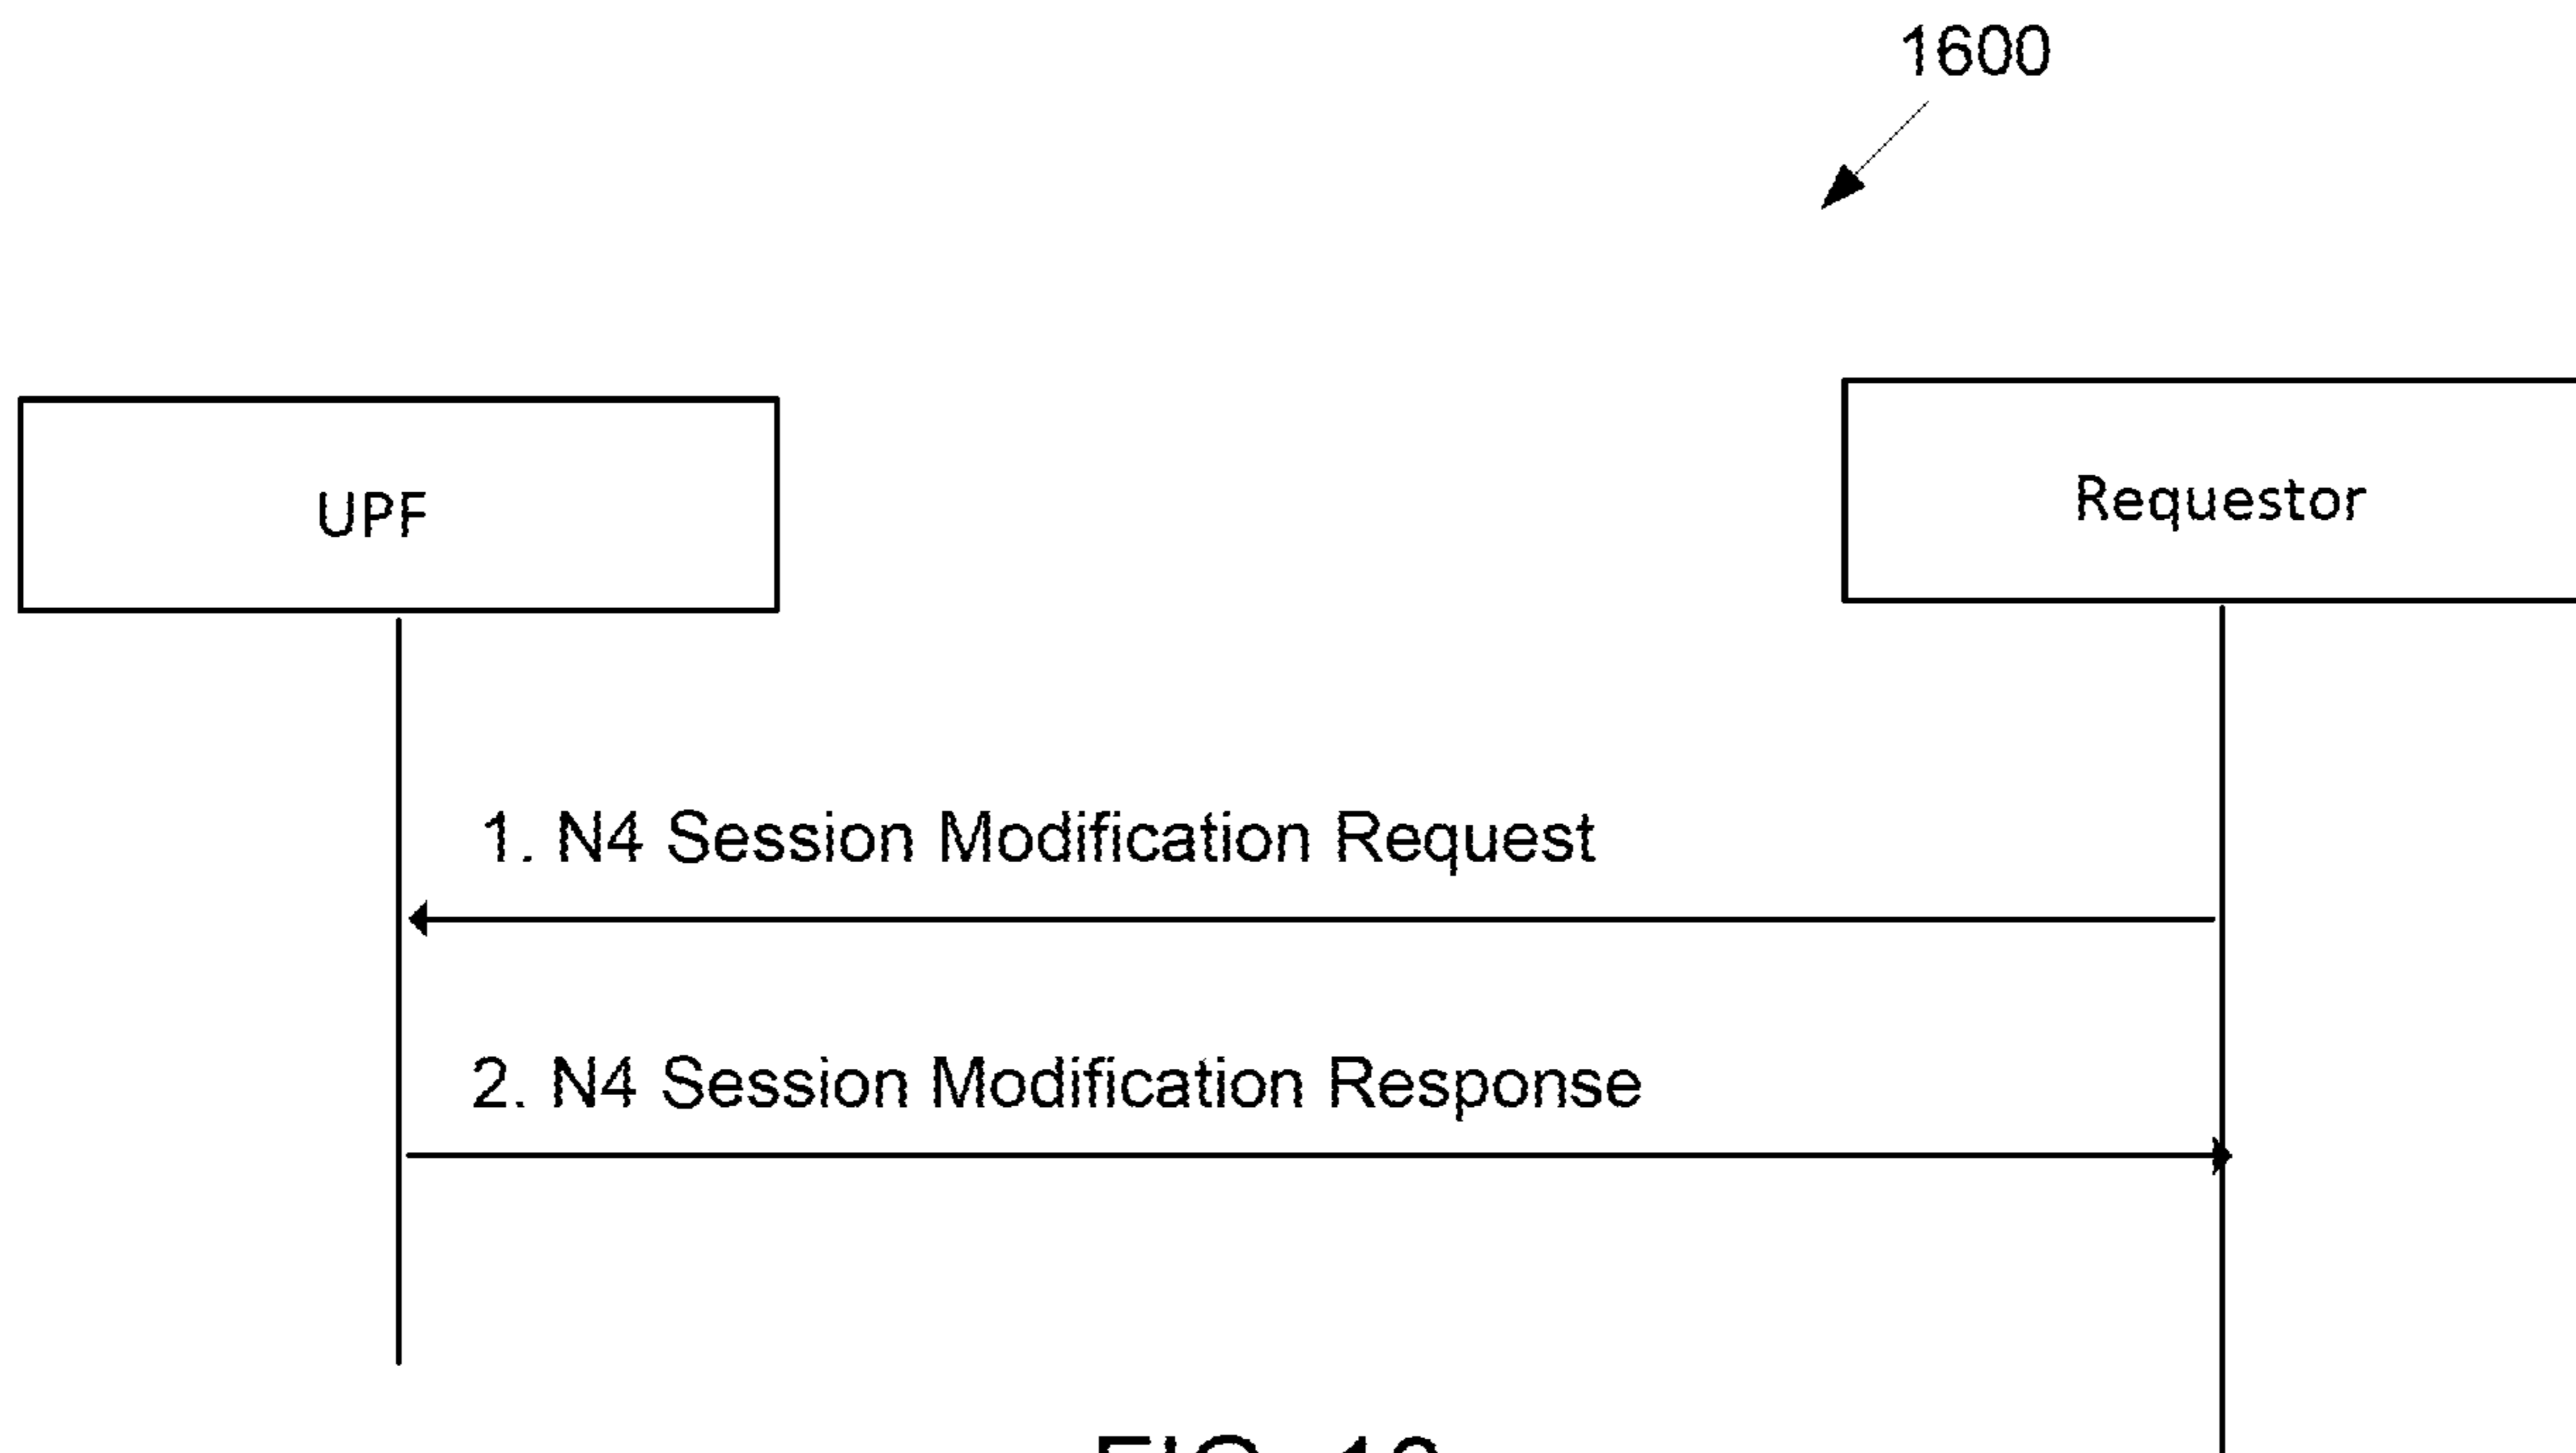 1600
UPF
Requestor
1. N4 Session Modification Request
2. N4 Session Modification Response